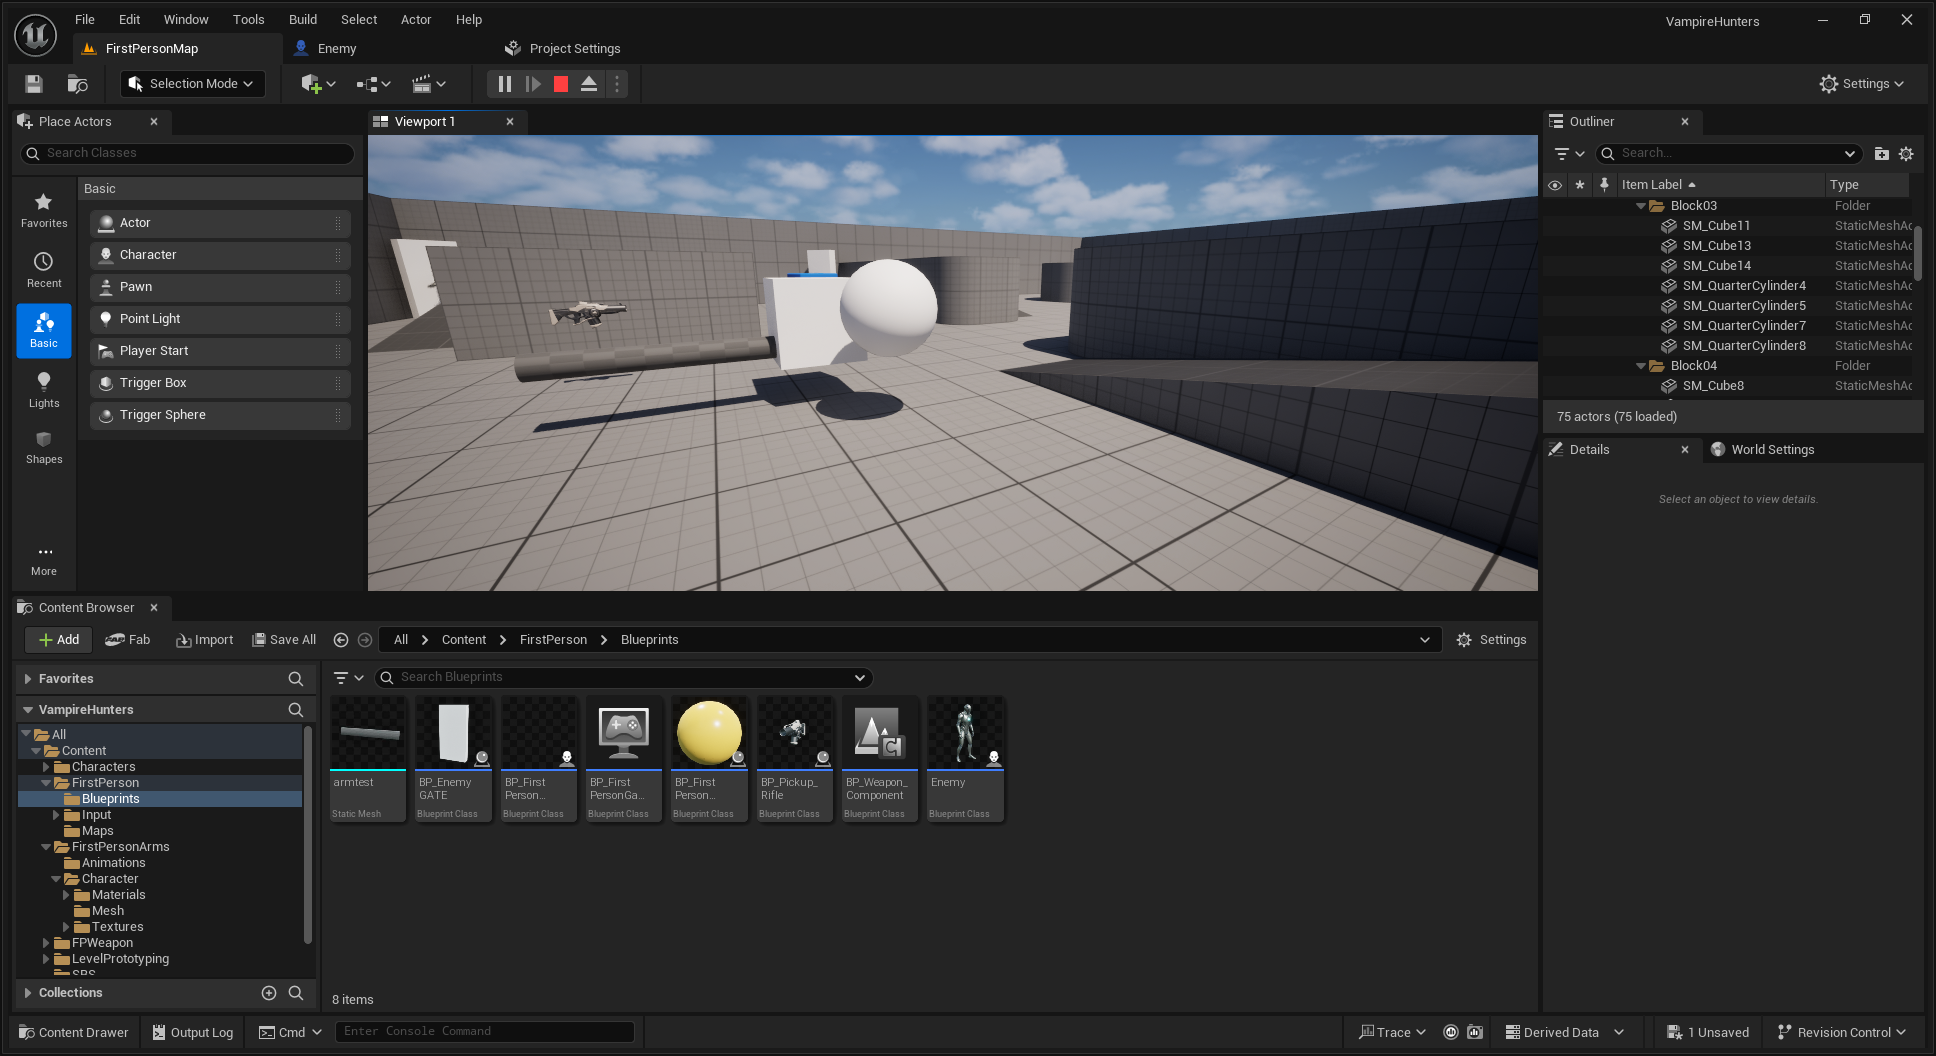 File Edit Window Tools Build Select Actor Help
VampireHunters
FirstPersonMap
Enemy
Project Settings
Selection Mode
Settings
Place Actors
Search Classes
Favorites
Recent
Basic
Lights
Shapes
More
Basic
Actor
Character
Pawn
Point Light
Player Start
Trigger Box
Trigger Sphere
Viewport 1
Outliner
Search...
Item Label
Type
Block03 Folder
SM_Cube11 StaticMeshAc
SM_Cube13 StaticMeshAc
SM_Cube14 StaticMeshAc
SM_QuarterCylinder4 StaticMeshAc
SM_QuarterCylinder5 StaticMeshAc
SM_QuarterCylinder7 StaticMeshAc
SM_QuarterCylinder8 StaticMeshAc
Block04 Folder
SM_Cube8 StaticMeshAc
75 actors (75 loaded)
Details
World Settings
Select an object to view details.
Content Browser
Add
Fab
Import
Save All
All
Content
FirstPerson
Blueprints
Settings
Favorites
VampireHunters
All
Content
Characters
FirstPerson
Blueprints
Input
Maps
FirstPersonArms
Animations
Character
Materials
Mesh
Textures
FPWeapon
LevelPrototyping
Collections
Search Blueprints
armtest
Static Mesh
BP_Enemy
GATE
Blueprint Class
BP_First
Person...
Blueprint Class
BP_First
PersonGa...
Blueprint Class
BP_First
Person...
Blueprint Class
BP_Pickup_
Rifle
Blueprint Class
BP_Weapon_
Component
Blueprint Class
Enemy
Blueprint Class
8 items
Content Drawer
Output Log
Cmd
Enter Console Command
Trace
Derived Data
1 Unsaved
Revision Control